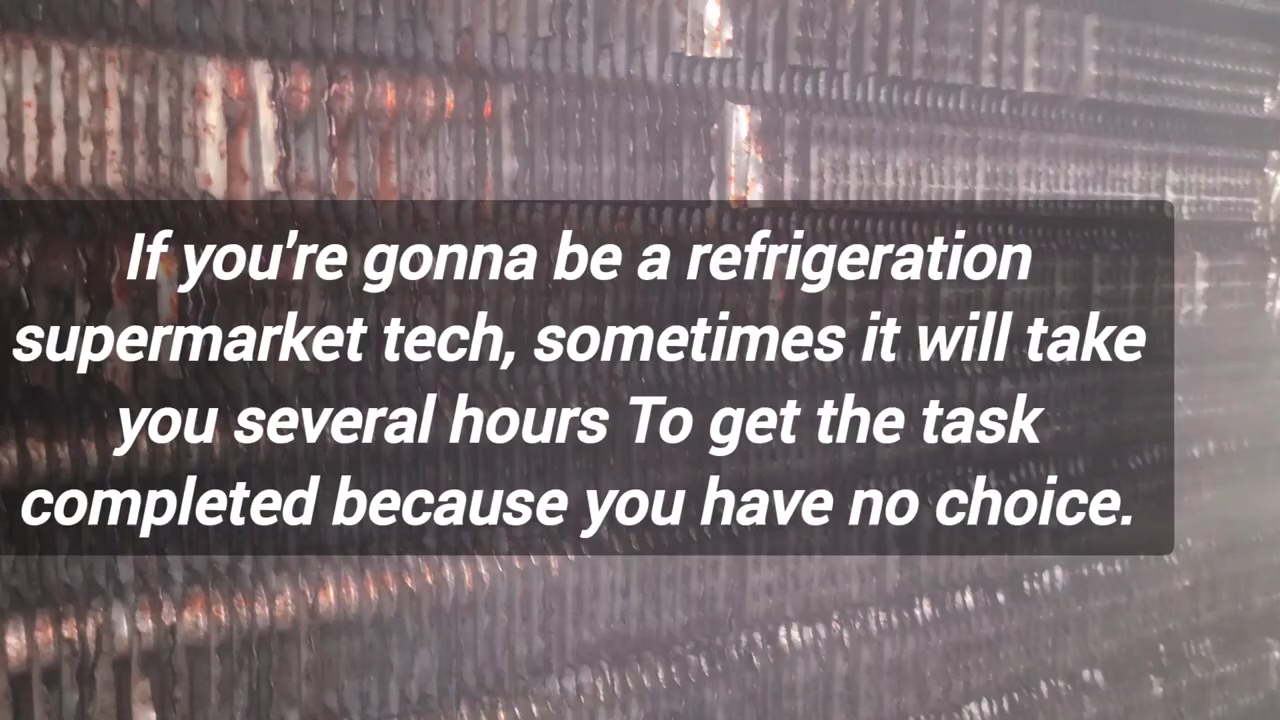 If you're gonna be a refrigeration
supermarket tech, sometimes it will take
you several hours To get the task
completed because you have no choice.